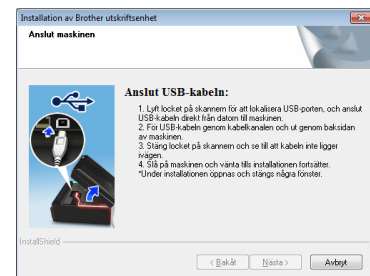 Installation av Brother utskriftsenhet
Anslut maskinen
Anslut USB-kabeln:
1. Lyft locket på skannern för att lokalisera USB-porten, och anslut
USB-kabeln direkt från datorn till maskinen.
2. För USB-kabeln genom kabelkanalen och ut genom baksidan
av maskinen.
3. Stäng locket på skannern och se till att kabeln inte ligger
ivägen.
4. Slå på maskinen och vänta tills installationen fortsätter.
*Under installationen öppnas och stängs några fönster.
InstallShield
< Bakåt
Nästa >
Avbryt